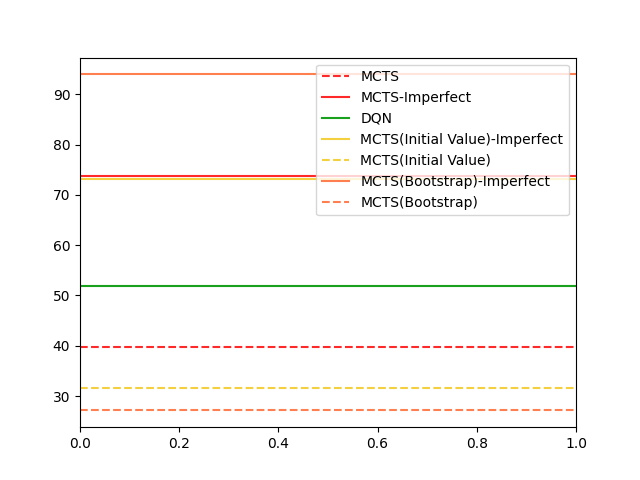 MCTS
MCTS-Imperfect
DQN
MCTS(Initial Value)-Imperfect
MCTS(Initial Value)
MCTS(Bootstrap)-Imperfect
MCTS(Bootstrap)
90
80
70
60
50
40
30
0.0 0.2 0.4 0.6 0.8 1.0